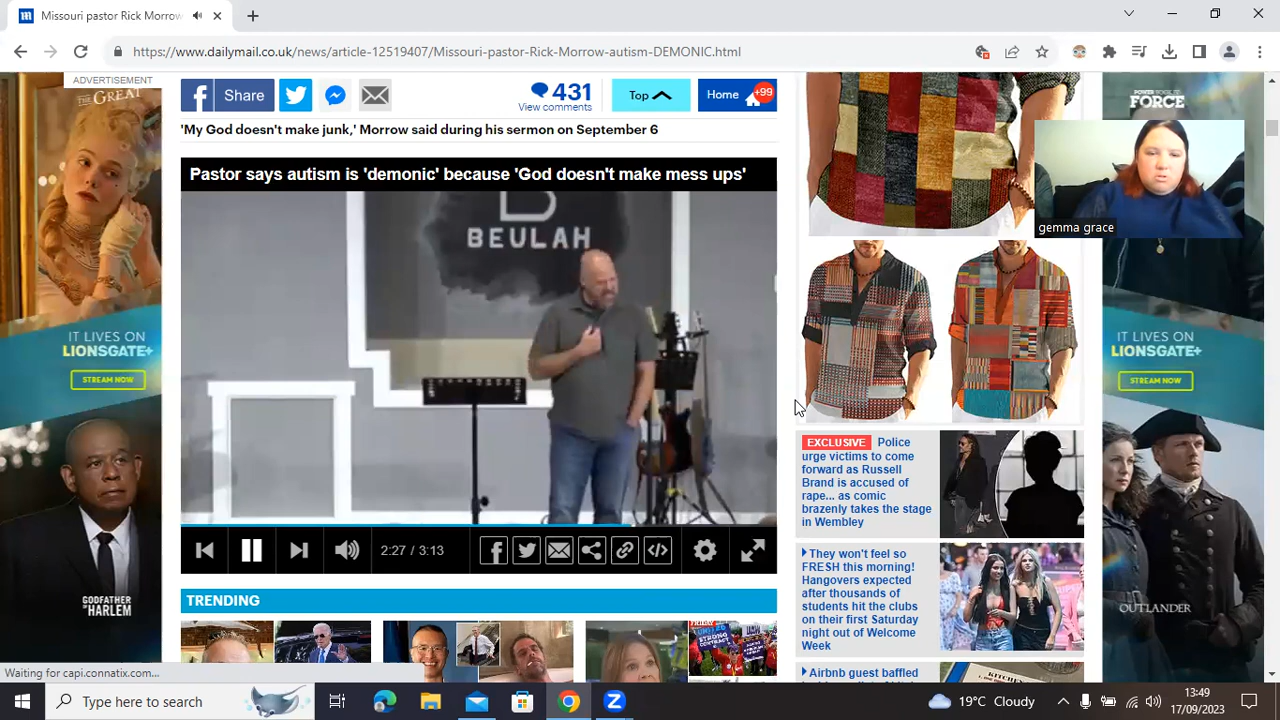 Missouri pastor Rick Morrow
https://www.dailymail.co.uk/news/article-12519407/Missouri-pastor-Rick-Morrow-autism-DEMONIC.html
ADVERTISEMENT
THE GREAT
IT LIVES ON
LIONSGATE+
STREAM NOW
GODFATHER
OF HARLEM
Share
431
View comments
Top
Home
+99
'My God doesn't make junk,' Morrow said during his sermon on September 6
Pastor says autism is 'demonic' because 'God doesn't make mess ups'
BEULAH
2:27 / 3:13
TRENDING
gemma grace
EXCLUSIVE Police
urge victims to come
forward as Russell
Brand is accused of
rape... as comic
brazenly takes the stage
in Wembley
They won't feel so
FRESH this morning!
Hangovers expected
after thousands of
students hit the clubs
on their first Saturday
night out of Welcome
Week
Airbnb guest baffled
FORCE
IT LIVES ON
LIONSGATE+
STREAM NOW
OUTLANDER
Waiting for capi.connatix.com...
Type here to search
19°C Cloudy
13:49
17/09/2023